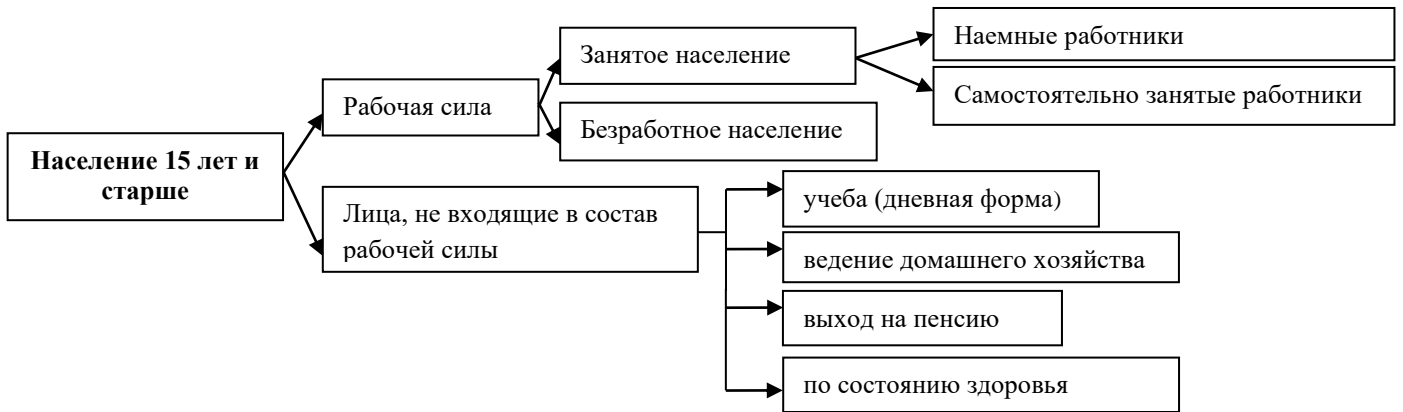 Население 15 лет и
старше
Рабочая сила
Лица, не входящие в состав
рабочей силы
Занятое население
Безработное население
Наемные работники
Самостоятельно занятые работники
учеба (дневная форма)
ведение домашнего хозяйства
выход на пенсию
по состоянию здоровья